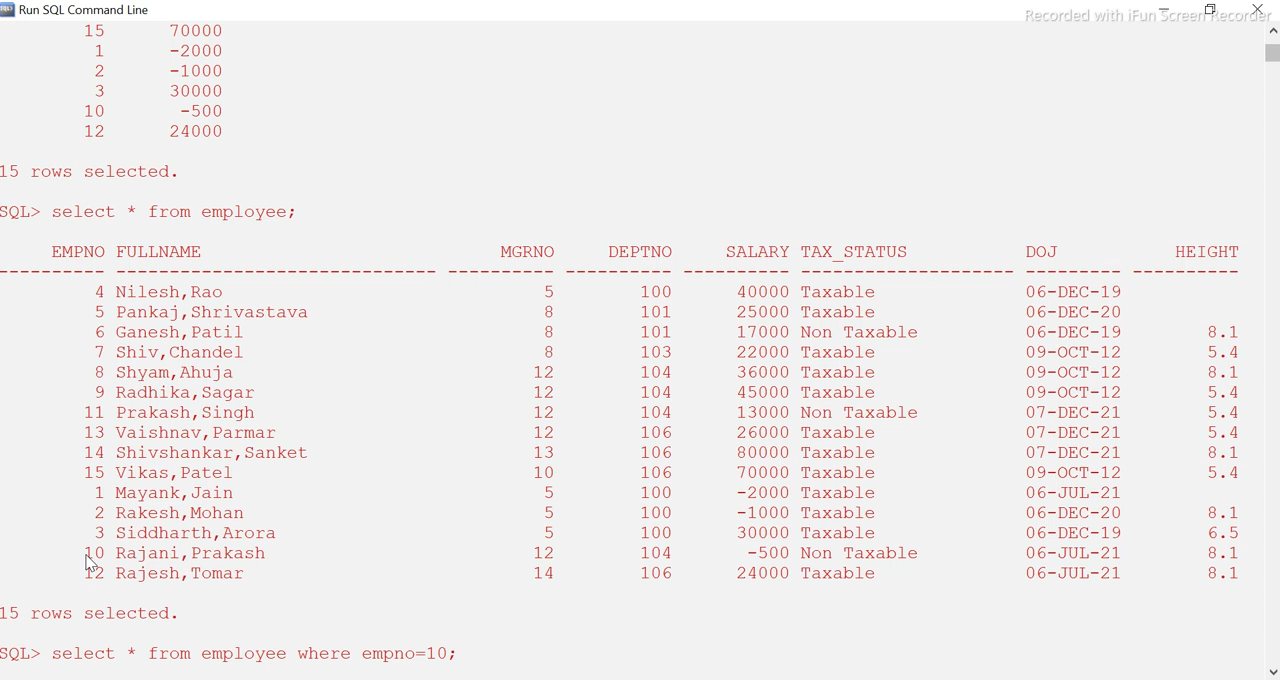 Run SQL Command Line
Recorded with iFun Screen Recorder
15 70000
1 -2000
2 -1000
3 30000
10 -500
12 24000
15 rows selected.
SQL> select * from employee;
EMPNO FULLNAME MGRNO DEPTNO SALARY TAX_STATUS DOJ HEIGHT
---------- ------------------------------ ---------- ---------- ---------- -------------------- --------- ----------
4 Nilesh,Rao 5 100 40000 Taxable 06-DEC-19
5 Pankaj,Shrivastava 8 101 25000 Taxable 06-DEC-20
6 Ganesh,Patil 8 101 17000 Non Taxable 06-DEC-19 8.1
7 Shiv,Chandel 8 103 22000 Taxable 09-OCT-12 5.4
8 Shyam,Ahuja 12 104 36000 Taxable 09-OCT-12 8.1
9 Radhika,Sagar 12 104 45000 Taxable 09-OCT-12 5.4
11 Prakash,Singh 12 104 13000 Non Taxable 07-DEC-21 5.4
13 Vaishnav,Parmar 12 106 26000 Taxable 07-DEC-21 5.4
14 Shivshankar,Sanket 13 106 80000 Taxable 07-DEC-21 8.1
15 Vikas,Patel 10 106 70000 Taxable 09-OCT-12 5.4
1 Mayank,Jain 5 100 -2000 Taxable 06-JUL-21
2 Rakesh,Mohan 5 100 -1000 Taxable 06-DEC-20 8.1
3 Siddharth,Arora 5 100 30000 Taxable 06-DEC-19 6.5
10 Rajani,Prakash 12 104 -500 Non Taxable 06-JUL-21 8.1
12 Rajesh,Tomar 14 106 24000 Taxable 06-JUL-21 8.1
15 rows selected.
SQL> select * from employee where empno=10;